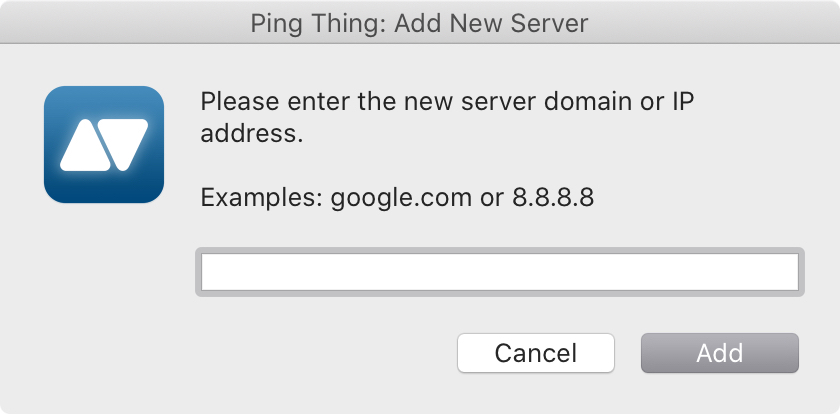 Ping Thing: Add New Server
Please enter the new server domain or IP
address.
Examples: google.com or 8.8.8.8
Cancel
Add